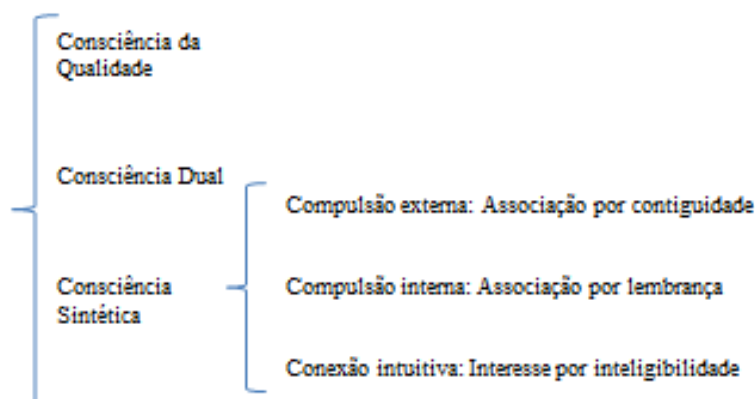 Consciência da
Qualidade
Consciência Dual
Compulsão externa: Associação por contiguidade
Consciência
Sintética
Compulsão interna: Associação por lembrança
Conexão intuitiva: Interesse por inteligibilidade